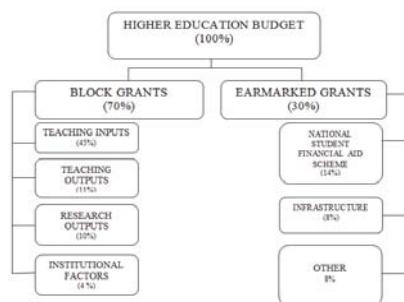 HIGHER EDUCATION BUDGET
(100%)
BLOCK GRANTS
(70%)
TEACHING INPUTS
(45%)
TEACHING
OUTPUTS
(11%)
RESEARCH
OUTPUTS
(10%)
INSTITUTIONAL
FACTORS
(4 %)
EARMARKED GRANTS
(30%)
NATIONAL
STUDENT
FINANCIAL AID
SCHEME
(14%)
INFRASTRUCTURE
(8%)
OTHER
8%